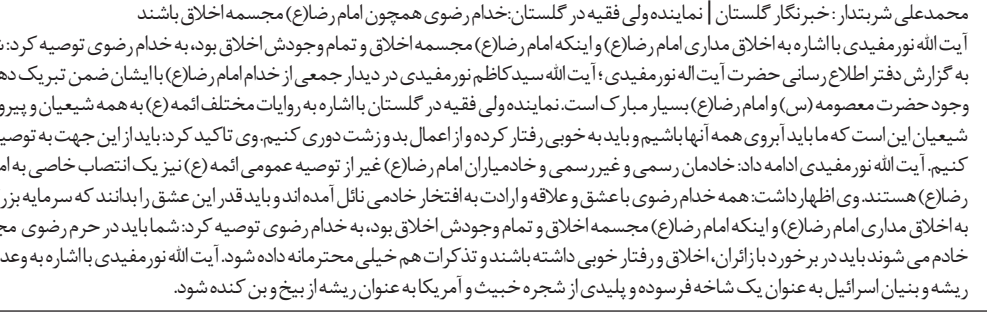 محمدعلی شربتدار : خبرنگار گلستان | نماینده ولی فقیه در گلستان:خدام رضوی همچون امام رضا(ع) مجسمه اخلاق باشند
آیت الله نورمفیدی با اشاره به اخلاق مداری امام رضا(ع) و اینکه امام رضا(ع) مجسمه اخلاق و تمام وجودش اخلاق بود، به خدام رضوی توصیه کرد:
به گزارش دفتر اطلاع رسانی حضرت آیت اله نورمفیدی؛ آیت الله سیدکاظم نورمفیدی در دیدار جمعی از خدام امام رضا(ع) با ایشان ضمن تبریک
وجود حضرت معصومه (س) و امام رضا(ع) بسیار مبارک است. نماینده ولی فقیه در گلستان با اشاره به روایات مختلف ائمه (ع) به همه شیعیان و
شیعیان این است که ما باید آبروی همه آنها باشیم و باید به خوبی رفتار کرده و از اعمال بد و زشت دوری کنیم. وی تاکید کرد: باید از این جهت به
کنیم. آیت الله نورمفیدی ادامه داد: خادمان رسمی و غیررسمی و خادمیاران امام رضا(ع) غیر از توصیه عمومی ائمه (ع) نیز یک انتصاب خاصی به
رضا(ع) هستند. وی اظهار داشت: همه خدام رضوی با عشق و علاقه و ارادت به افتخار خادمی نائل آمده اند و باید قدر این عشق را بدانند که سرمایه
به اخلاق مداری امام رضا(ع) و اینکه امام رضا(ع) مجسمه اخلاق و تمام وجودش اخلاق بود، به خدام رضوی توصیه کرد: شما باید در حرم رضوی
خادم می شوند باید در برخورد با زائران، اخلاق و رفتار خوبی داشته باشند و تذکرات هم خیلی محترمانه داده شود. آیت الله نورمفیدی با اشاره به
ریشه و بنیان اسرائیل به عنوان یک شاخه فرسوده و پلیدی از شجره خبیث و آمریکا به عنوان ریشه از بیخ و بن کنده شود.